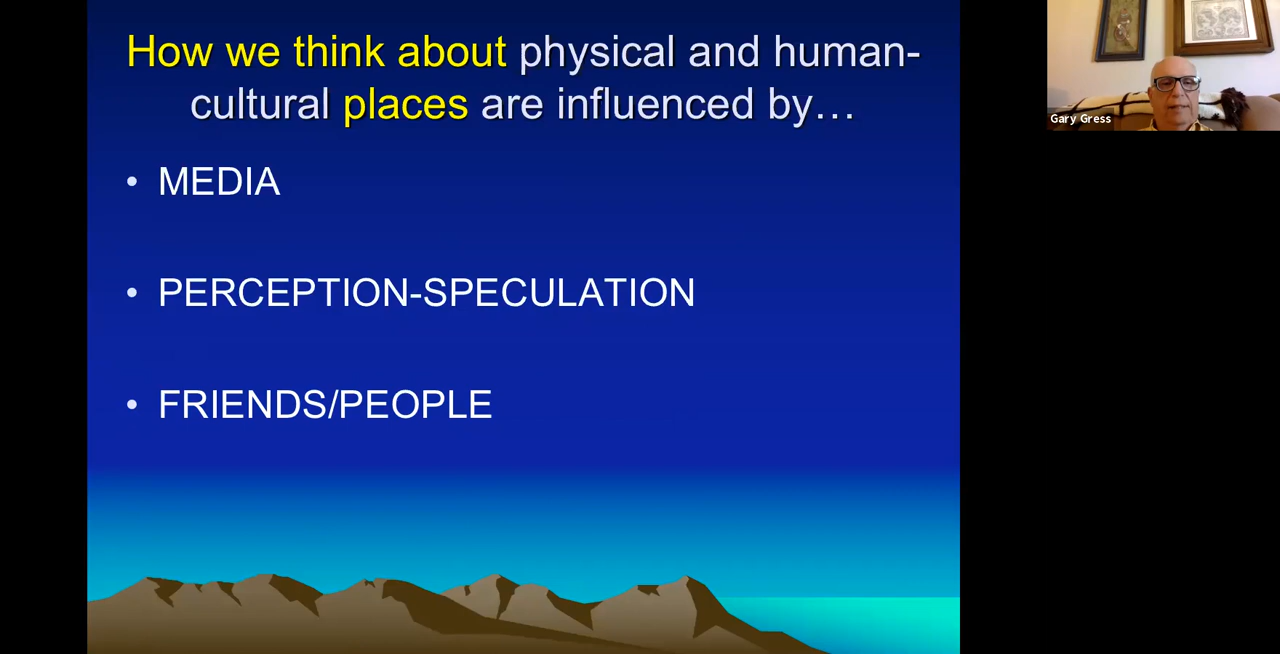 How we think about physical and human-
cultural places are influenced by…
• MEDIA
• PERCEPTION-SPECULATION
• FRIENDS/PEOPLE
Gary Gress